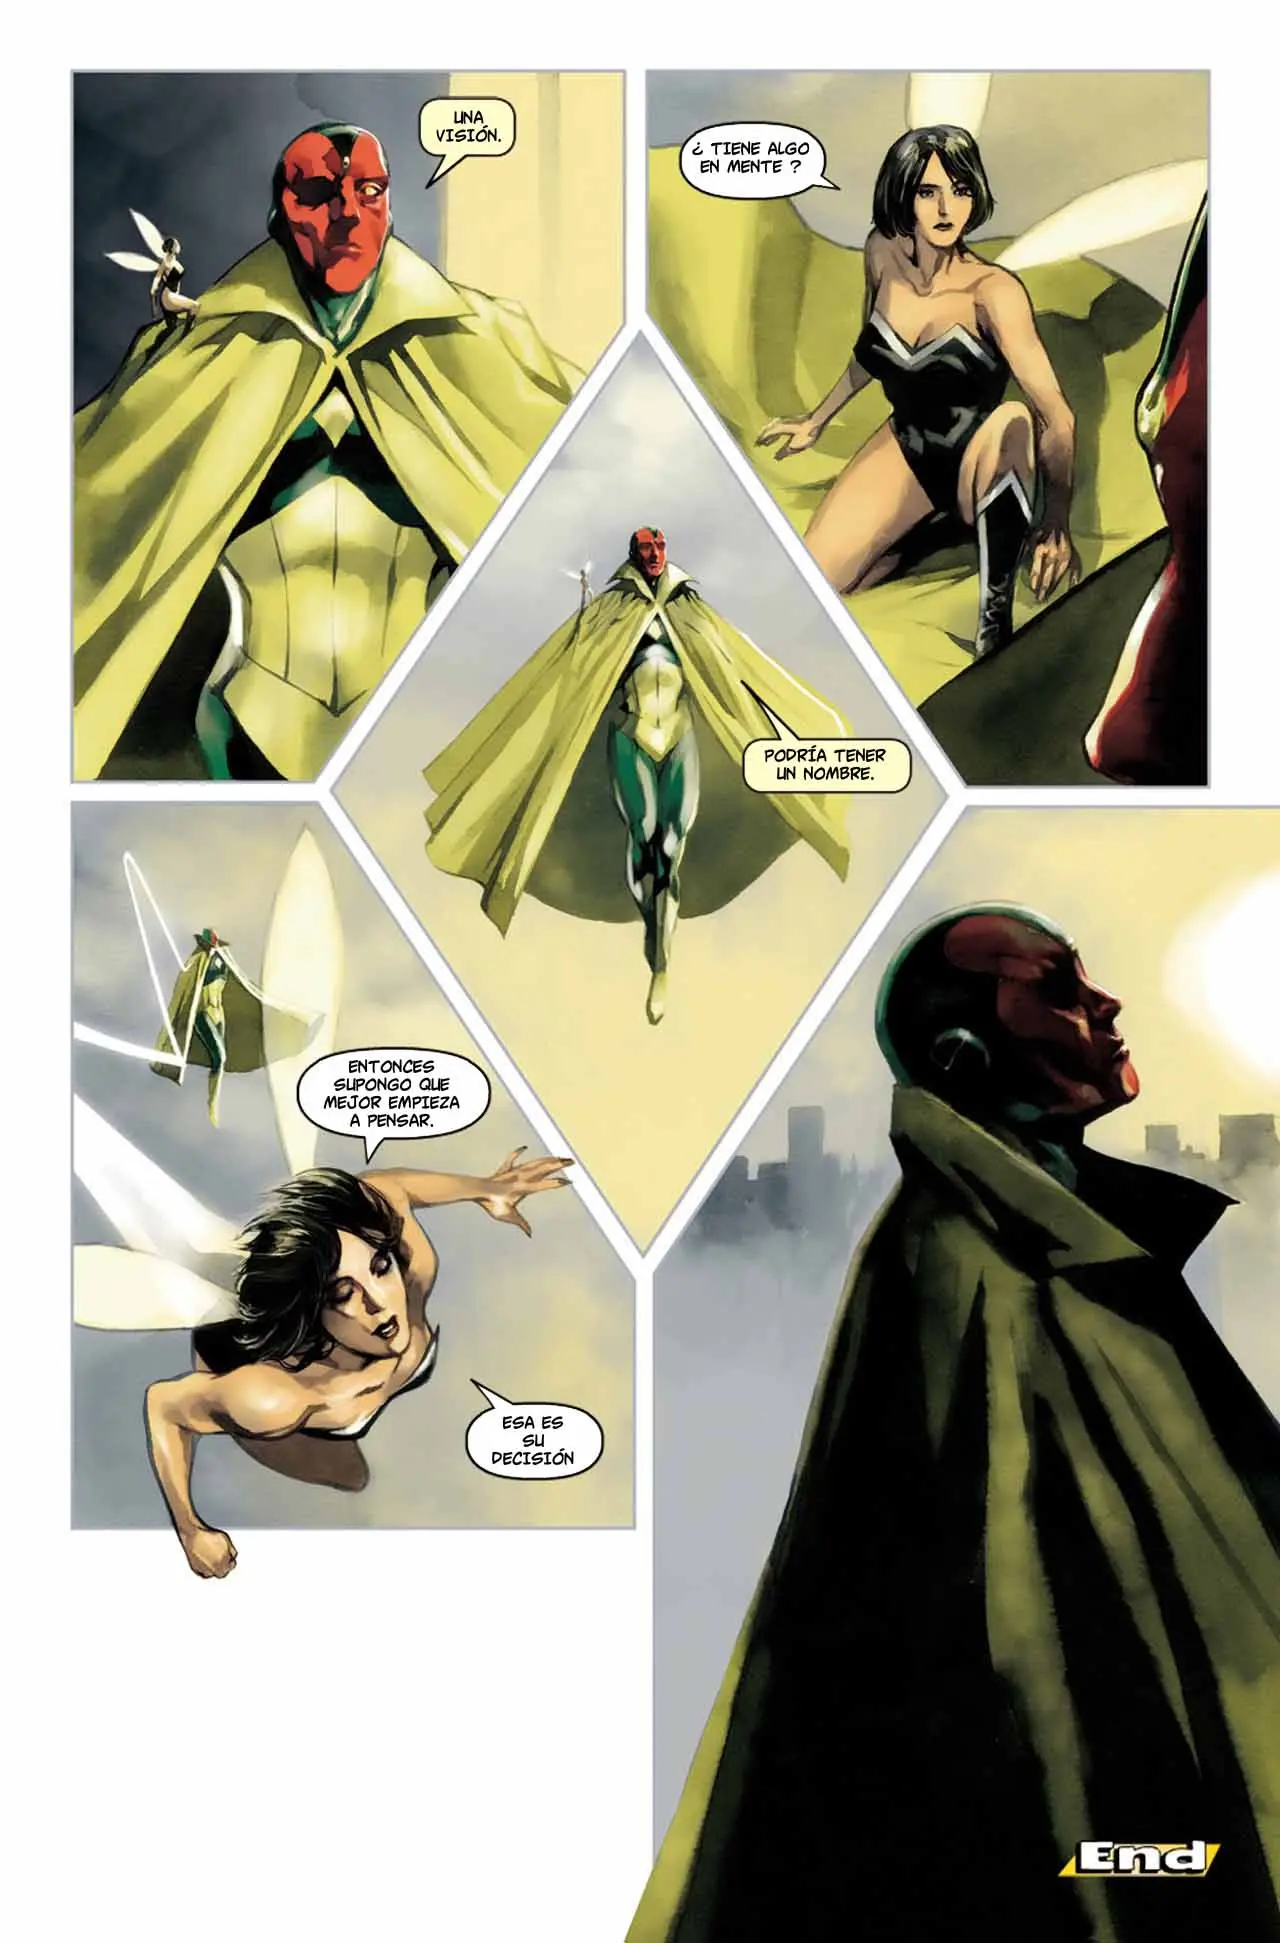 UNA
VISIÓN.
¿ TIENE ALGO
EN MENTE ?
PODRÍA TENER
UN NOMBRE.
ENTONCES
SUPONGO QUE
MEJOR EMPIEZA
A PENSAR.
ESA ES
SU
DECISIÓN
End